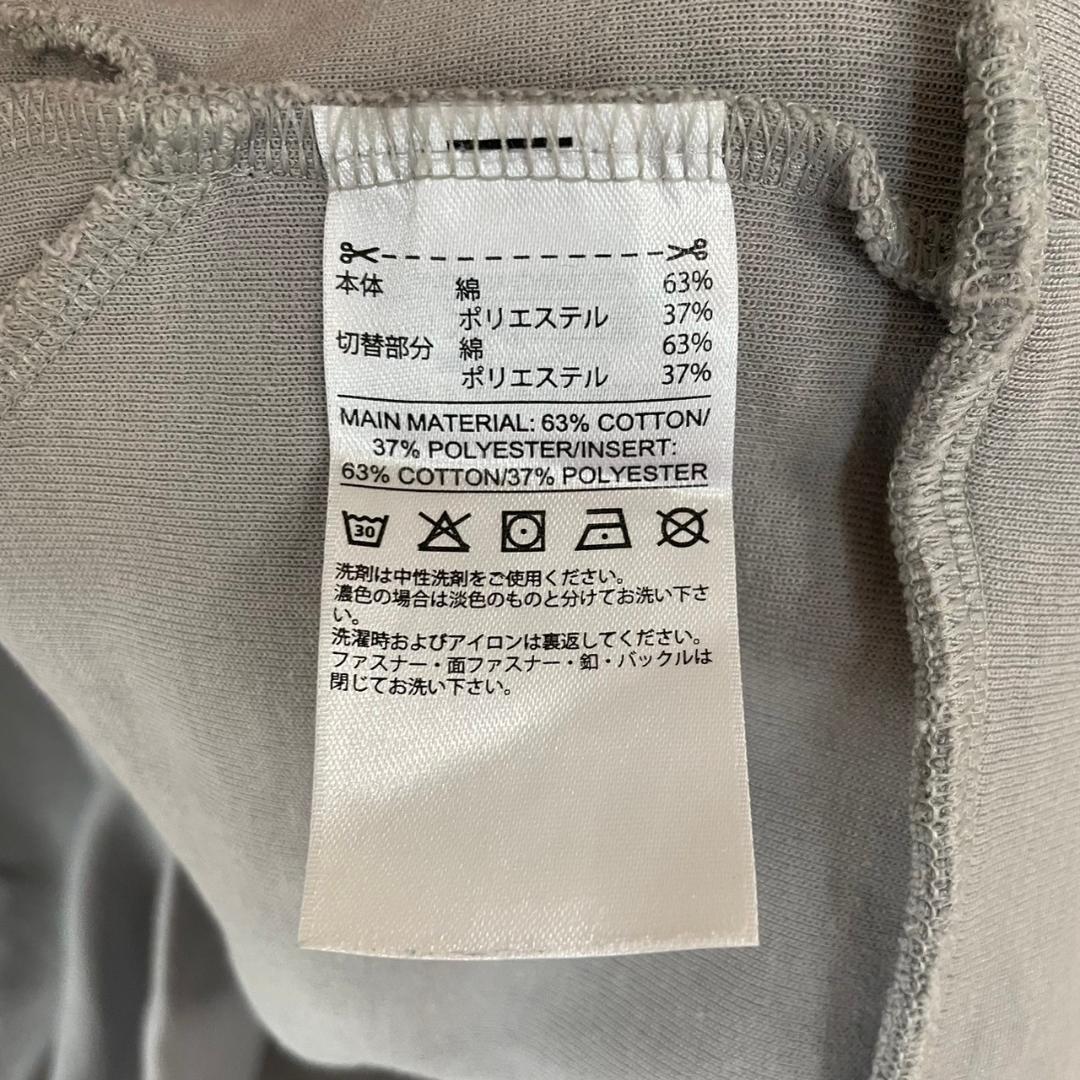 本体 綿 63%
ポリエステル 37%
切替部分 綿 63%
ポリエステル 37%
MAIN MATERIAL: 63% COTTON/
37% POLYESTER/INSERT:
63% COTTON/37% POLYESTER
30
洗剤は中性洗剤をご使用ください。
濃色の場合は淡色のものと分けてお洗い下さ
い。
洗濯時およびアイロンは裏返してください。
ファスナー・面ファスナー・釦・バックルは
閉じてお洗い下さい。